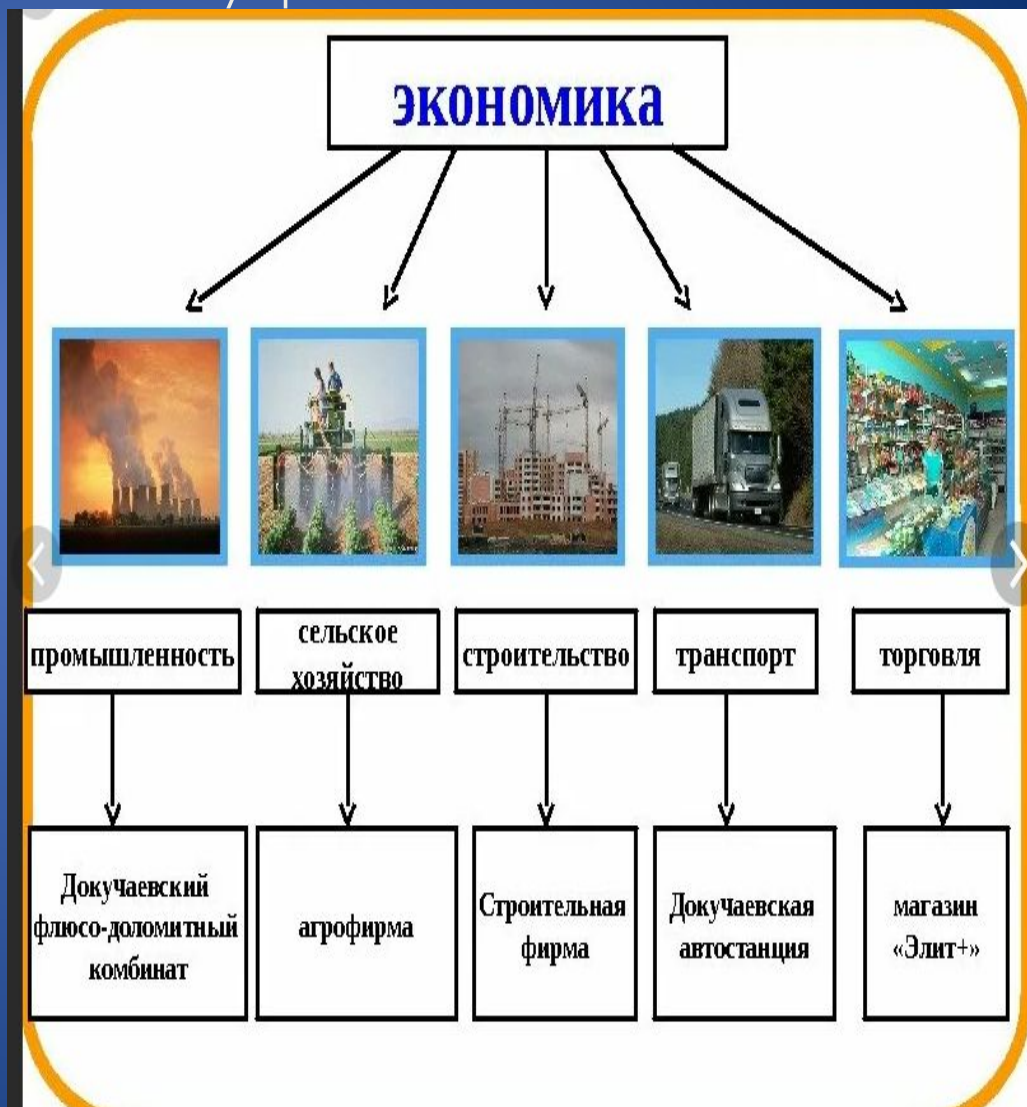 экономика
промышленность
сельское
хозяйство
строительство
транспорт
торговля
Докучаевский
флюсо-доломитный
комбинат
агрофирма
Строительная
фирма
Докучаевская
автостанция
магазин
«Элит+»